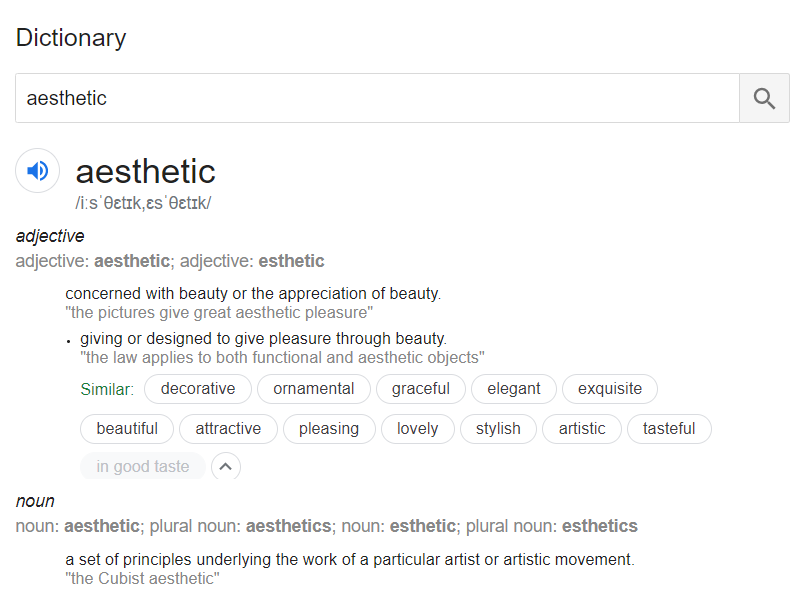 Dictionary
aesthetic
aesthetic
/iːsˈθɛtɪk,ɛsˈθɛtɪk/
adjective
adjective: aesthetic; adjective: esthetic
concerned with beauty or the appreciation of beauty.
"the pictures give great aesthetic pleasure"
• giving or designed to give pleasure through beauty.
"the law applies to both functional and aesthetic objects"
Similar: decorative ornamental graceful elegant exquisite
beautiful attractive pleasing lovely stylish artistic tasteful
in good taste
noun
noun: aesthetic; plural noun: aesthetics; noun: esthetic; plural noun: esthetics
a set of principles underlying the work of a particular artist or artistic movement.
"the Cubist aesthetic"